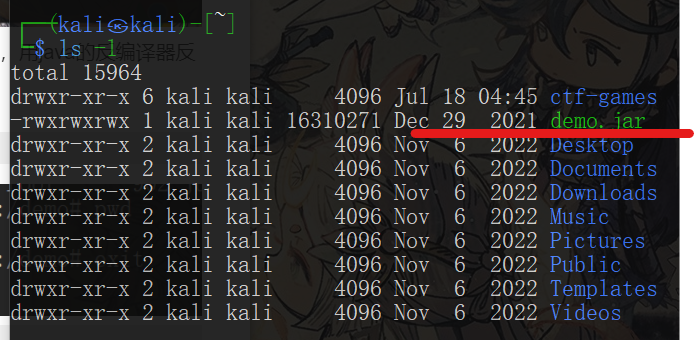 ┌──(kali㉿kali)-[~]
└─$ ls -l
total 15964
drwxr-xr-x 6 kali kali     4096 Jul 18 04:45 ctf-games
-rwxrwxrwx 1 kali kali 16310271 Dec 29  2021 demo.jar
drwxr-xr-x 2 kali kali     4096 Nov  6  2022 Desktop
drwxr-xr-x 2 kali kali     4096 Nov  6  2022 Documents
drwxr-xr-x 2 kali kali     4096 Nov  6  2022 Downloads
drwxr-xr-x 2 kali kali     4096 Nov  6  2022 Music
drwxr-xr-x 2 kali kali     4096 Nov  6  2022 Pictures
drwxr-xr-x 2 kali kali     4096 Nov  6  2022 Public
drwxr-xr-x 2 kali kali     4096 Nov  6  2022 Templates
drwxr-xr-x 2 kali kali     4096 Nov  6  2022 Videos